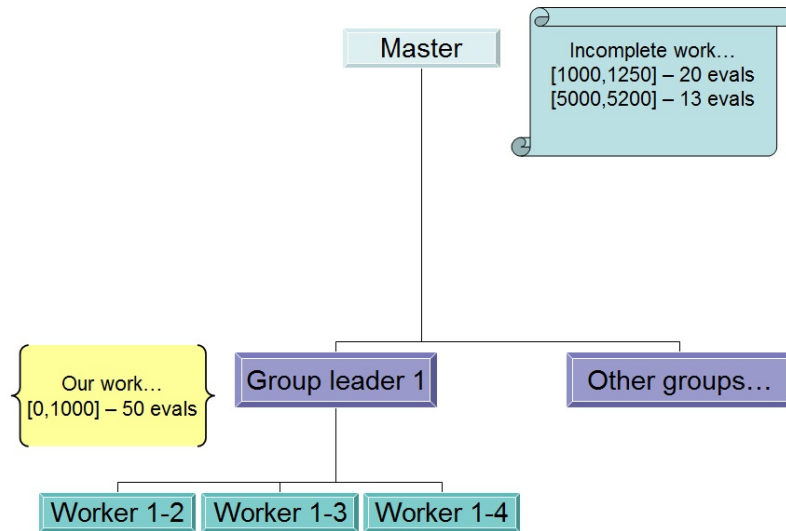 Master
Incomplete work…
[1000,1250] – 20 evals
[5000,5200] – 13 evals
Our work…
[0,1000] – 50 evals
Group leader 1
Other groups…
Worker 1-2
Worker 1-3
Worker 1-4